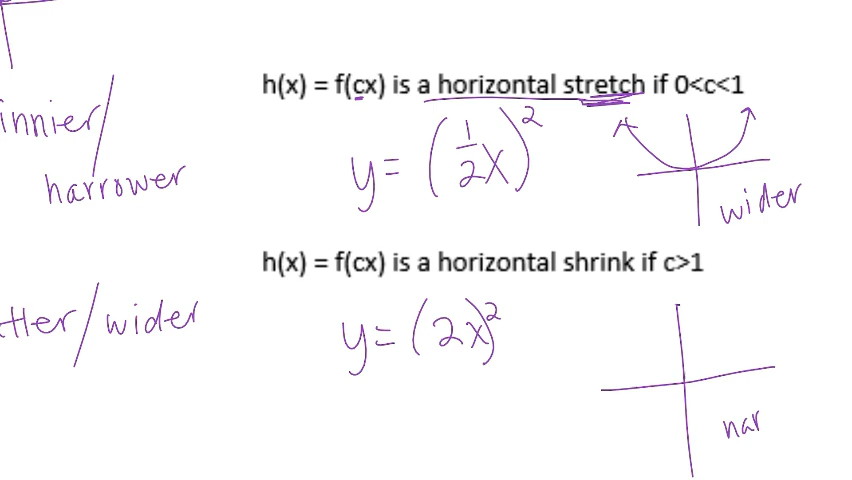 h(x) = f(cx) is a horizontal stretch if 0<c<1
innier/
harrower
y = (1/2 x)^2
wider
h(x) = f(cx) is a horizontal shrink if c>1
tter/wider
y = (2x)^2
nar